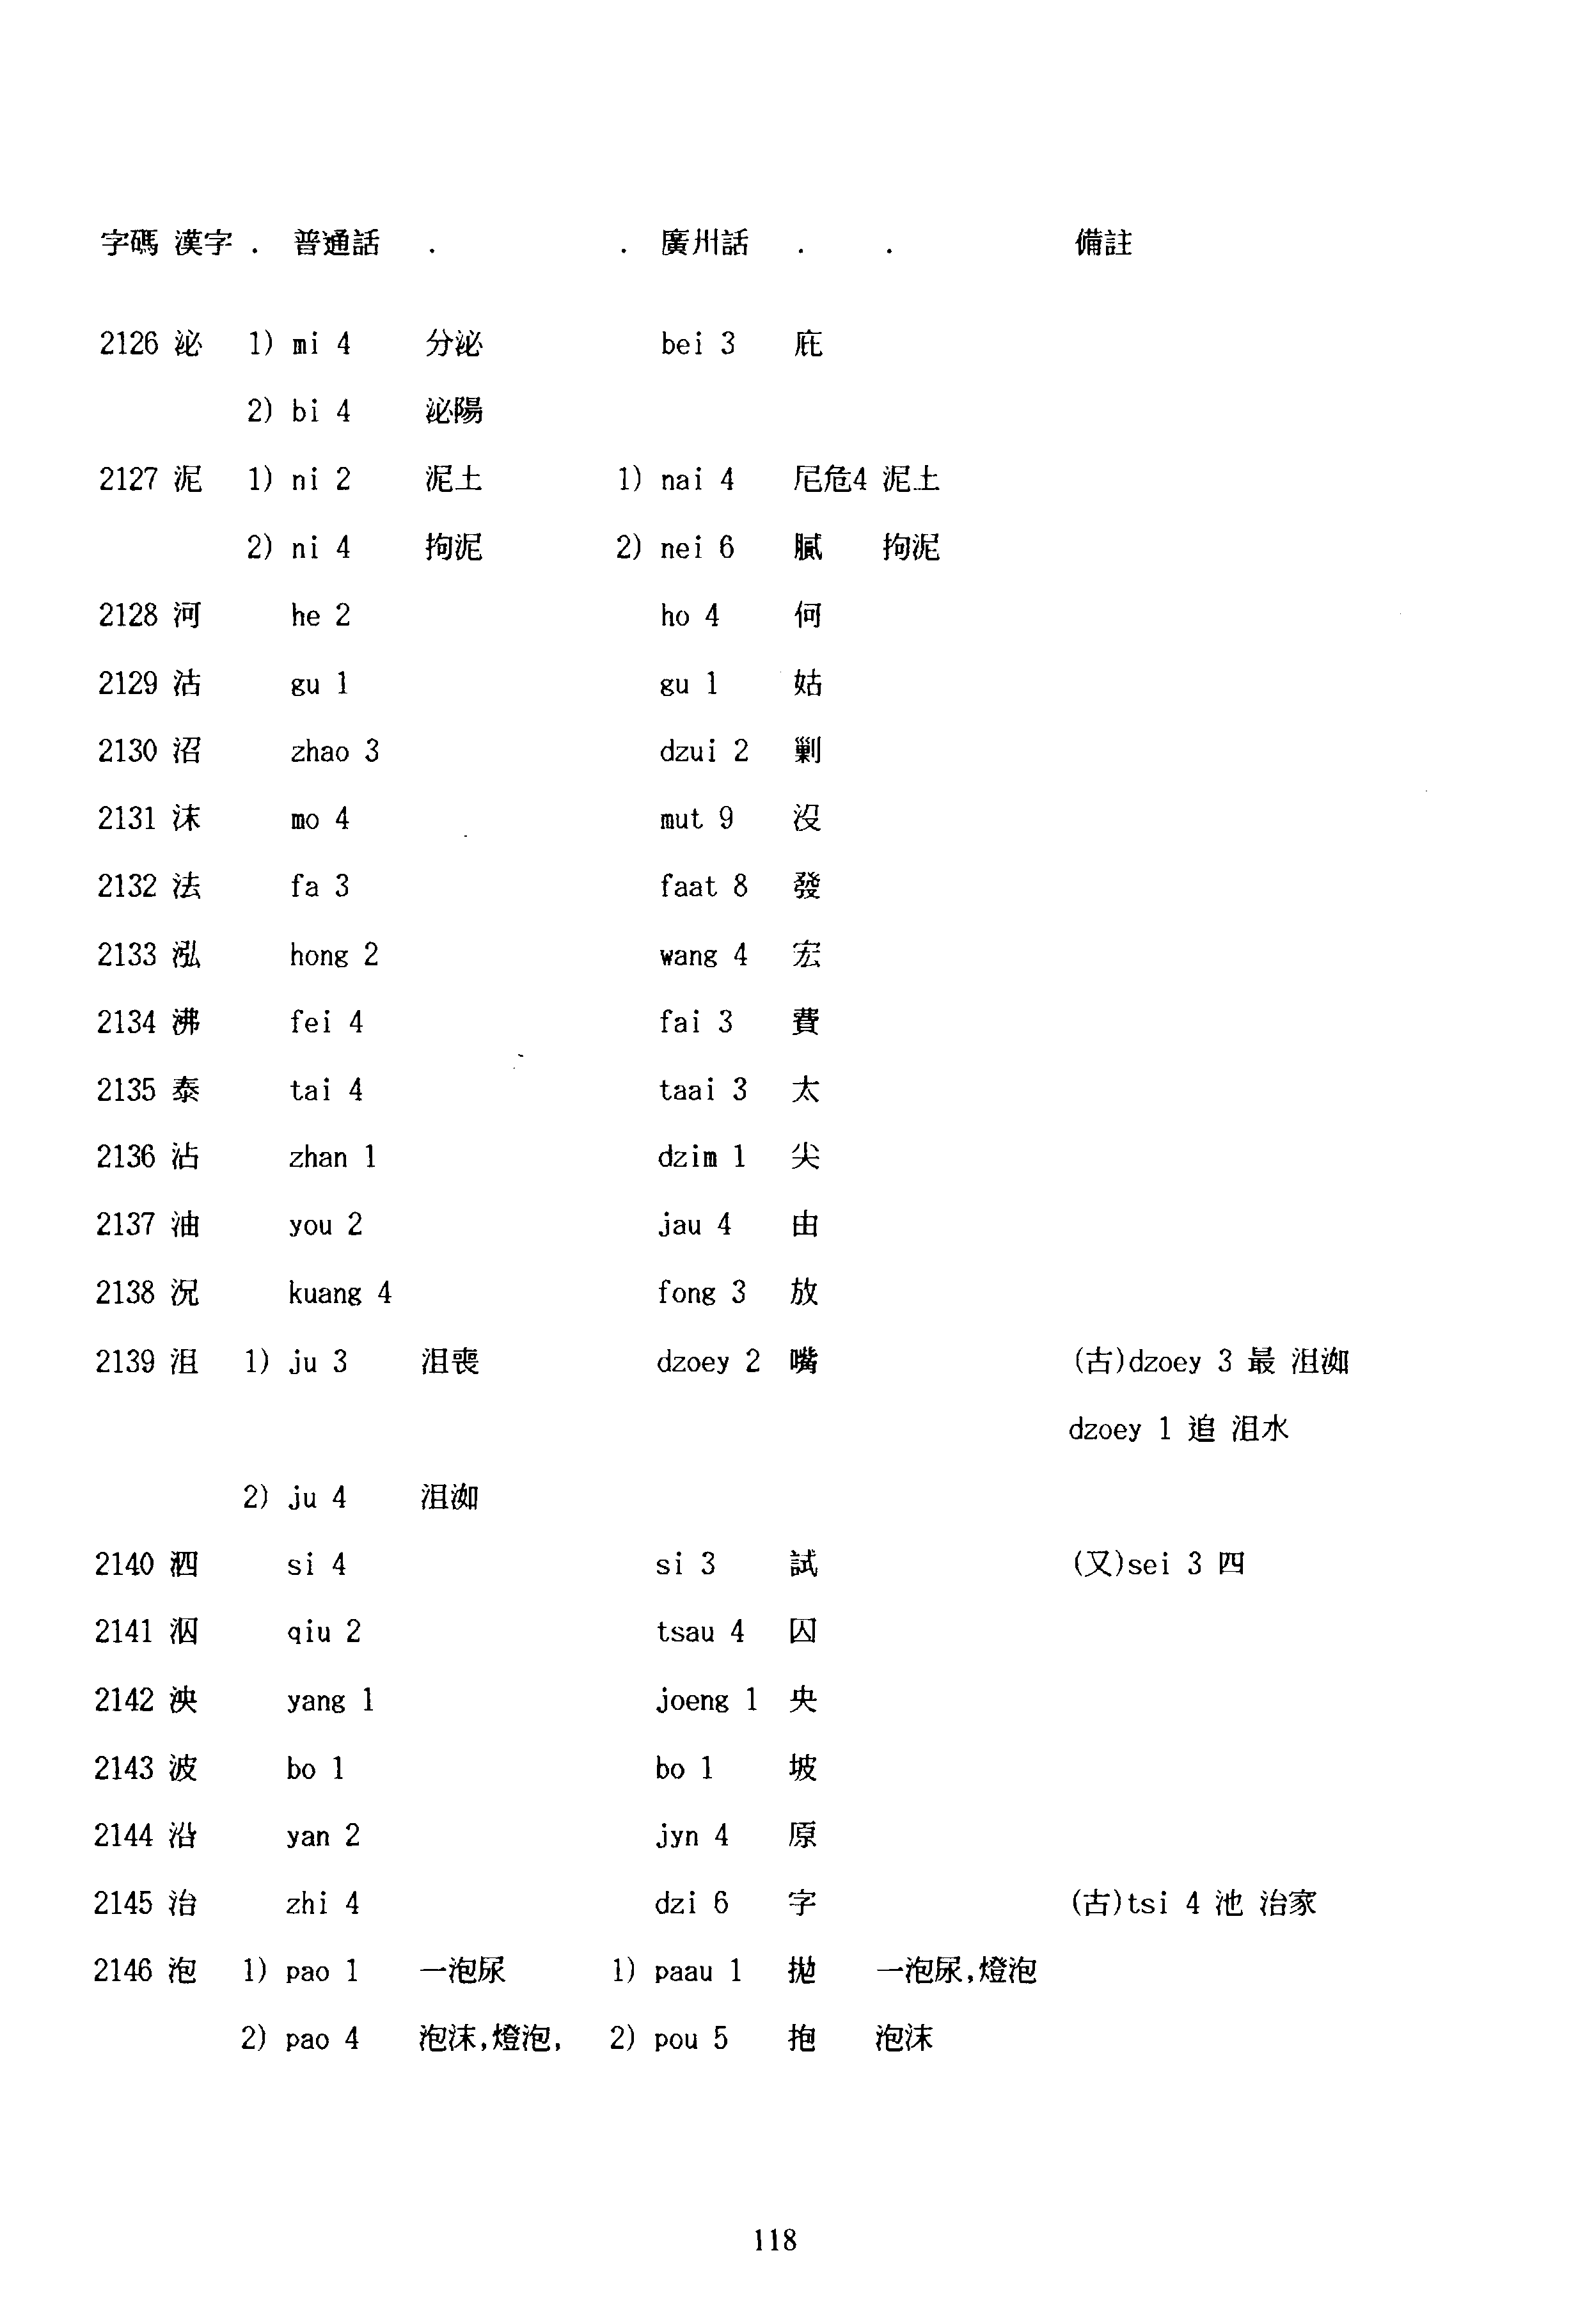 字碼 漢字 . 普通話 . . 廣州話 . . 備註
2126 泌 1) mi 4 分泌 bei 3 庇
2) bi 4 泌陽
2127 泥 1) ni 2 泥土 1) nai 4 尼危4 泥土
2) ni 4 拘泥 2) nei 6 膩 拘泥
2128 河 he 2 ho 4 何
2129 沽 gu 1 gu 1 姑
2130 沼 zhao 3 dzui 2 剿
2131 沫 mo 4 mut 9 沒
2132 法 fa 3 faat 8 發
2133 泓 hong 2 wang 4 宏
2134 沸 fei 4 fai 3 費
2135 泰 tai 4 taai 3 太
2136 沾 zhan 1 dzim 1 尖
2137 油 you 2 jau 4 由
2138 況 kuang 4 fong 3 放
2139 沮 1) ju 3 沮喪 dzoey 2 嘴 (古)dzoey 3 最 沮洳
dzoey 1 追 沮水
2) ju 4 沮洳
2140 泗 si 4 si 3 試 (又)sei 3 四
2141 泅 qiu 2 tsau 4 囚
2142 泱 yang 1 joeng 1 央
2143 波 bo 1 bo 1 坡
2144 沿 yan 2 jyn 4 原
2145 治 zhi 4 dzi 6 字 (古)tsi 4 池 治家
2146 泡 1) pao 1 一泡尿 1) paau 1 拋 一泡尿,燈泡
2) pao 4 泡沫,燈泡, 2) pou 5 抱 泡沫
118